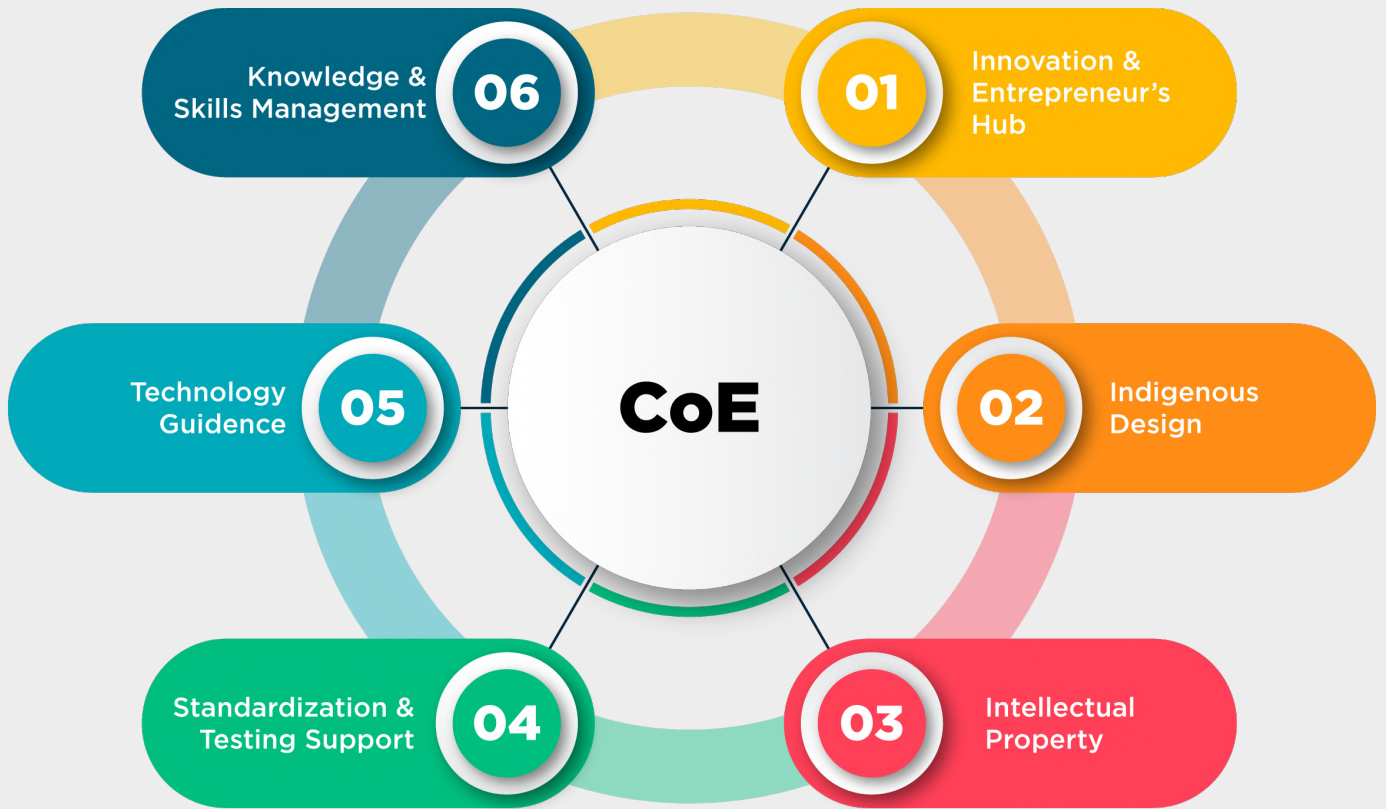 06
Knowledge &
Skills Management
01
Innovation &
Entrepreneur's
Hub
05
Technology
Guidence
CoE
02
Indigenous
Design
04
Standardization &
Testing Support
03
Intellectual
Property